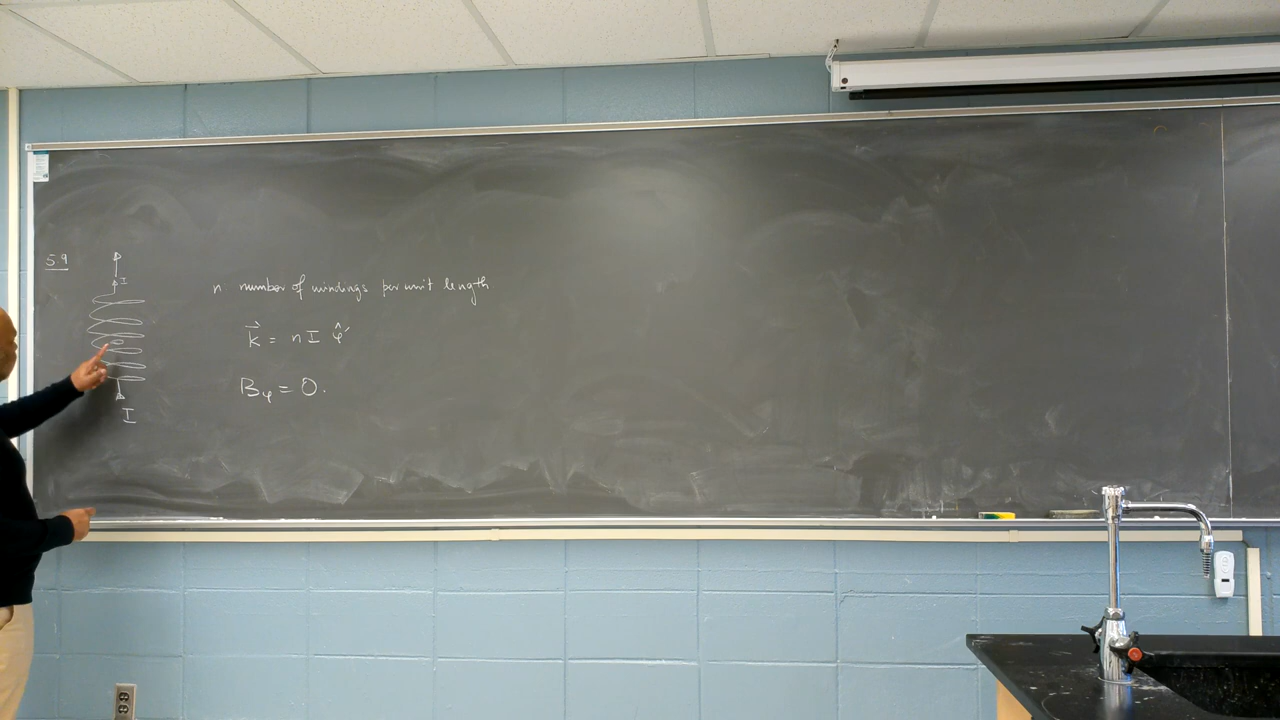 5.9
I
I
n number of windings per unit length
k⃗ = n I φ̂
B_φ = 0.